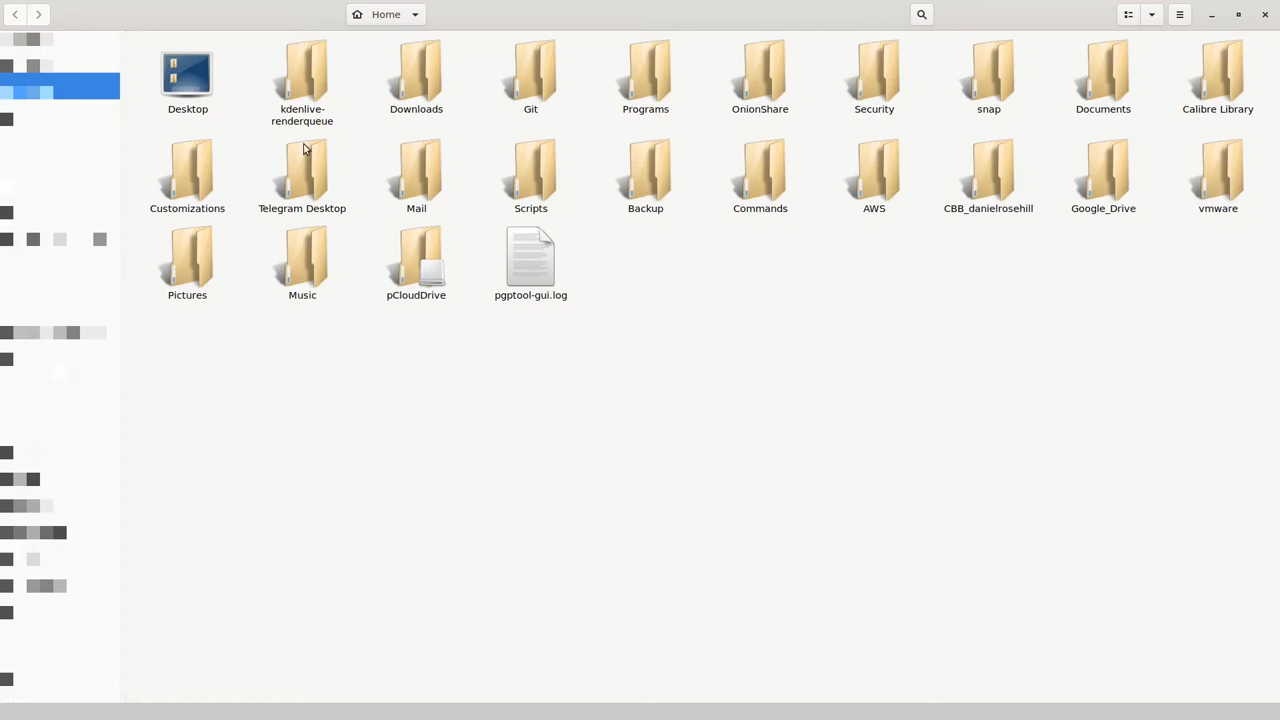 Home
Desktop
kdenlive-
renderqueue
Downloads
Git
Programs
OnionShare
Security
snap
Documents
Calibre Library
Customizations
Telegram Desktop
Mail
Scripts
Backup
Commands
AWS
CBB_danielrosehill
Google_Drive
vmware
Pictures
Music
pCloudDrive
pgptool-gui.log